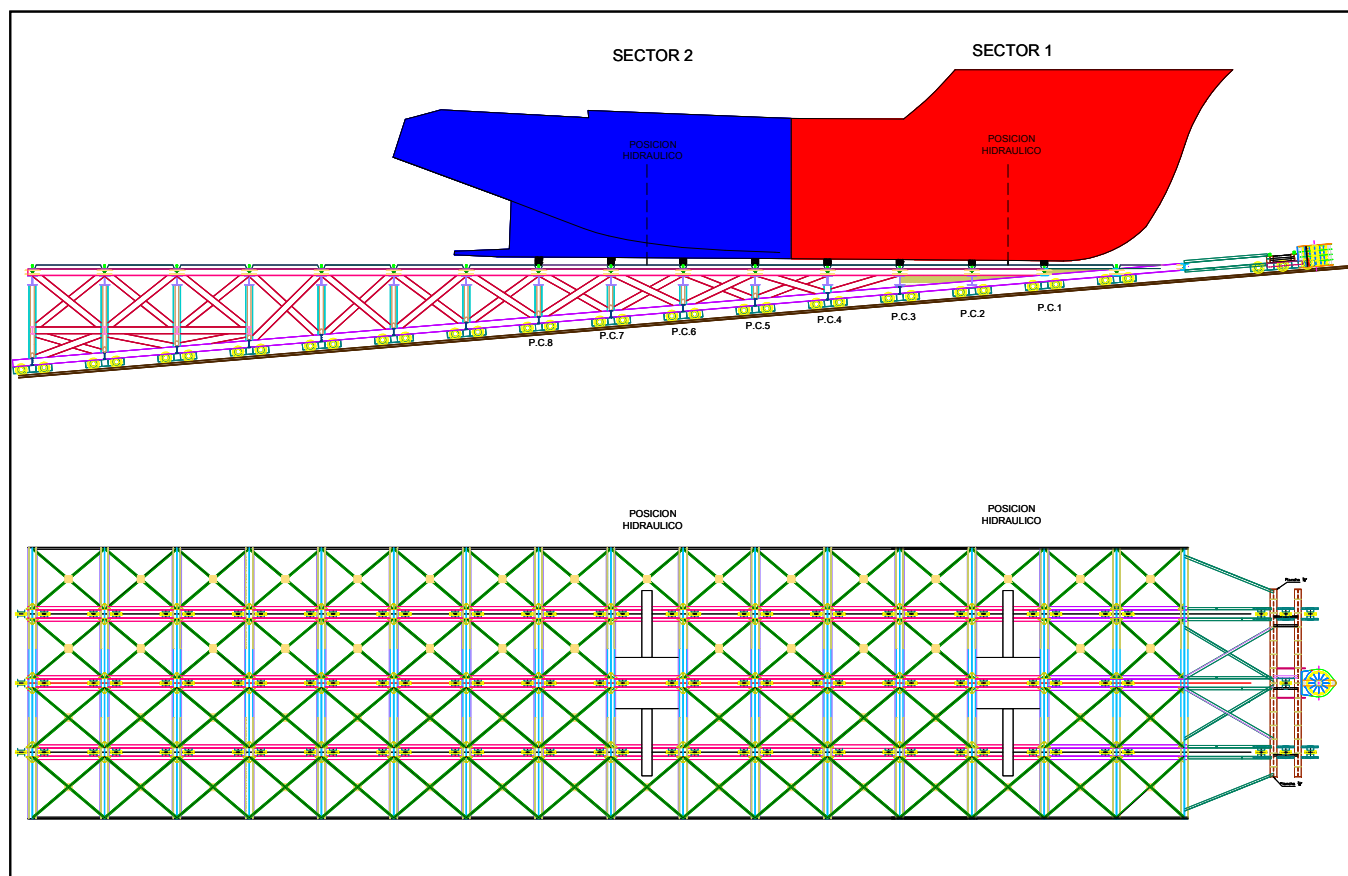 SECTOR 2
SECTOR 1
POSICION
HIDRAULICO
POSICION
HIDRAULICO
P.C.8
P.C.7
P.C.6
P.C.5
P.C.4
P.C.3
P.C.2
P.C.1
POSICION
HIDRAULICO
POSICION
HIDRAULICO